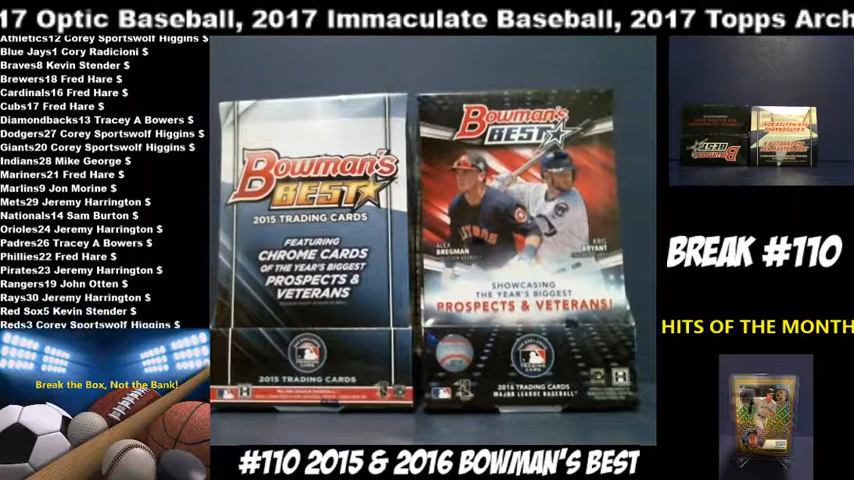 17 Optic Baseball, 2017 Immaculate Baseball, 2017 Topps Arch
Athletics12 Corey Sportswolf Higgins $
Blue Jays1 Cory Radicioni $
Braves8 Kevin Stender $
Brewers18 Fred Hare $
Cardinals16 Fred Hare $
Cubs17 Fred Hare $
Diamondbacks13 Tracey A Bowers $
Dodgers27 Corey Sportswolf Higgins $
Giants20 Corey Sportswolf Higgins $
Indians28 Mike George $
Mariners21 Fred Hare $
Marlins9 Jon Morine $
Mets29 Jeremy Harrington $
Nationals14 Sam Burton $
Orioles24 Jeremy Harrington $
Padres26 Tracey A Bowers $
Phillies22 Fred Hare $
Pirates23 Jeremy Harrington $
Rangers19 John Otten $
Rays30 Jeremy Harrington $
Red Sox5 Kevin Stender $
Reds3 Corey Sportswolf Higgins $
Break the Box, Not the Bank!
Bowman's
BEST
2015 TRADING CARDS
FEATURING
CHROME CARDS
OF THE YEAR'S BIGGEST
PROSPECTS &
VETERANS
2015 TRADING CARDS
Bowman's
BEST
ALEX
BREGMAN
KRIS
BRYANT
SHOWCASING
THE YEAR'S BIGGEST
PROSPECTS & VETERANS!
2016 TRADING CARDS
MAJOR LEAGUE BASEBALL
BREAK #110
HITS OF THE MONTH
#110 2015 & 2016 BOWMAN'S BEST